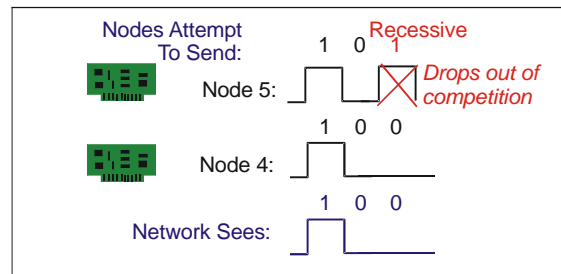 Nodes Attempt
To Send:
Recessive
1 0 1
Node 5:
Drops out of
competition
1 0 0
Node 4:
1 0 0
Network Sees: